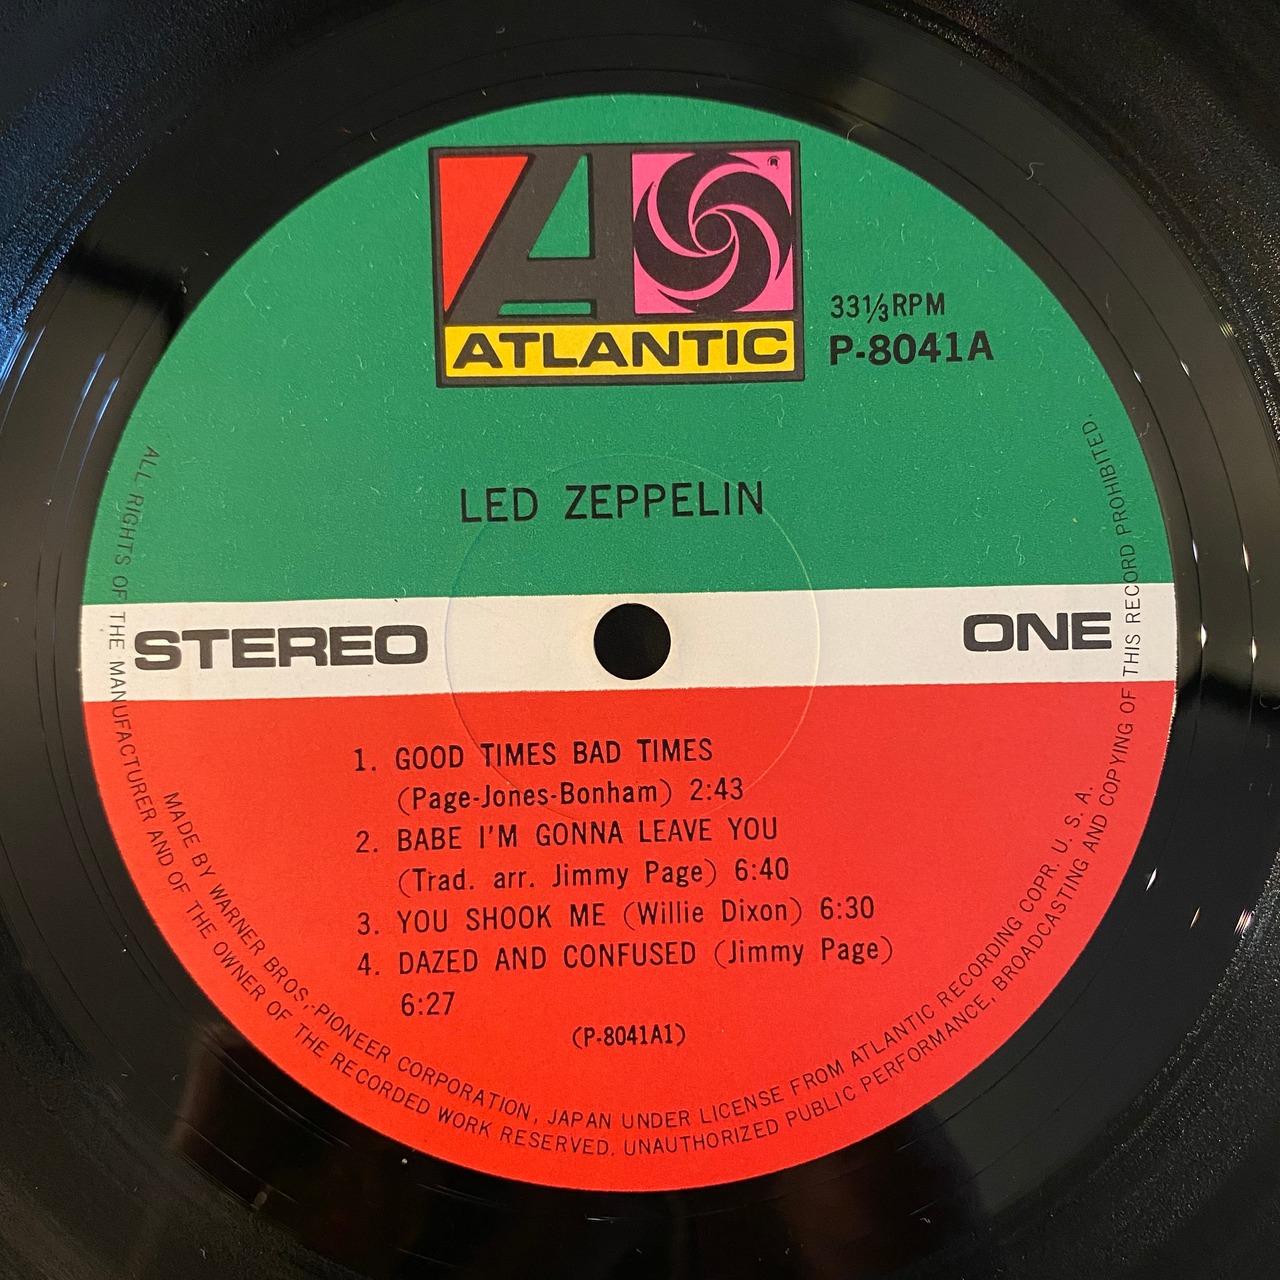 ATLANTIC
33⅓RPM
P-8041A
LED ZEPPELIN
STEREO
ONE
1. GOOD TIMES BAD TIMES
(Page-Jones-Bonham) 2:43
2. BABE I'M GONNA LEAVE YOU
(Trad. arr. Jimmy Page) 6:40
3. YOU SHOOK ME (Willie Dixon) 6:30
4. DAZED AND CONFUSED (Jimmy Page)
6:27
(P-8041A1)
MADE BY WARNER BROS.-PIONEER CORPORATION, JAPAN UNDER LICENSE FROM ATLANTIC RECORDING COPR. U. S. A.
ALL RIGHTS OF THE MANUFACTURER AND OF THE OWNER OF THE RECORDED WORK RESERVED. UNAUTHORIZED PUBLIC PERFORMANCE, BROADCASTING AND COPYING OF THIS RECORD PROHIBITED.